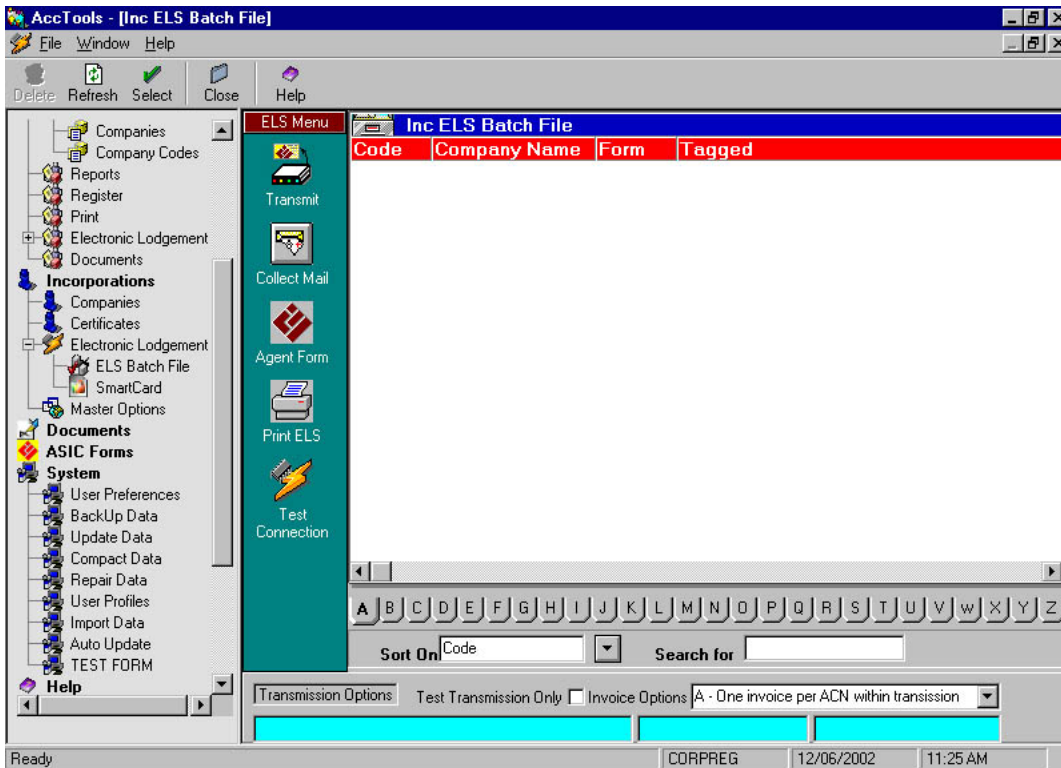 AccTools - [Inc ELS Batch File]
File Window Help
Delete Refresh Select Close Help
Companies
Company Codes
Reports
Register
Print
Electronic Lodgement
Documents
Incorporations
Companies
Certificates
Electronic Lodgement
ELS Batch File
SmartCard
Master Options
Documents
ASIC Forms
System
User Preferences
BackUp Data
Update Data
Compact Data
Repair Data
User Profiles
Import Data
Auto Update
TEST FORM
Help
ELS Menu
Transmit
Collect Mail
Agent Form
Print ELS
Test
Connection
Inc ELS Batch File
Code Company Name Form Tagged
A B C D E F G H I J K L M N O P Q R S T U V W X Y Z
Sort On Code Search for
Transmission Options Test Transmission Only Invoice Options A - One invoice per ACN within transission
Ready CORPREG 12/06/2002 11:25 AM